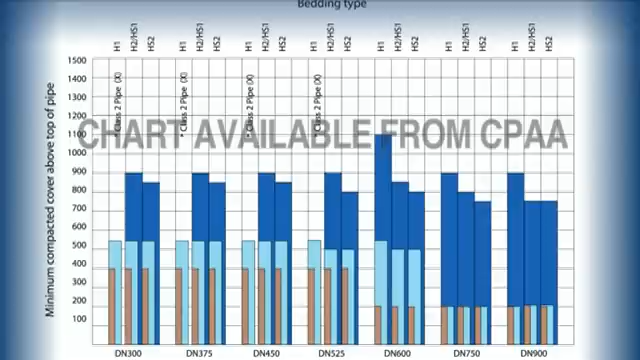 Bedding type
H1 H2/HS1 HS2 H1 H2/HS1 HS2 H1 H2/HS1 HS2 H1 H2/HS1 HS2 H1 H2/HS1 HS2 H1 H2/HS1 HS2 H1 H2/HS1 HS2
Minimum compacted cover above top of pipe
1500
1400
1300
1200
1100
1000
900
800
700
600
500
400
300
200
100
* Class 2 Pipe (X)
* Class 2 Pipe (X)
* Class 2 Pipe (X)
* Class 2 Pipe (X)
CHART AVAILABLE FROM CPAA
DN300 DN375 DN450 DN525 DN600 DN750 DN900